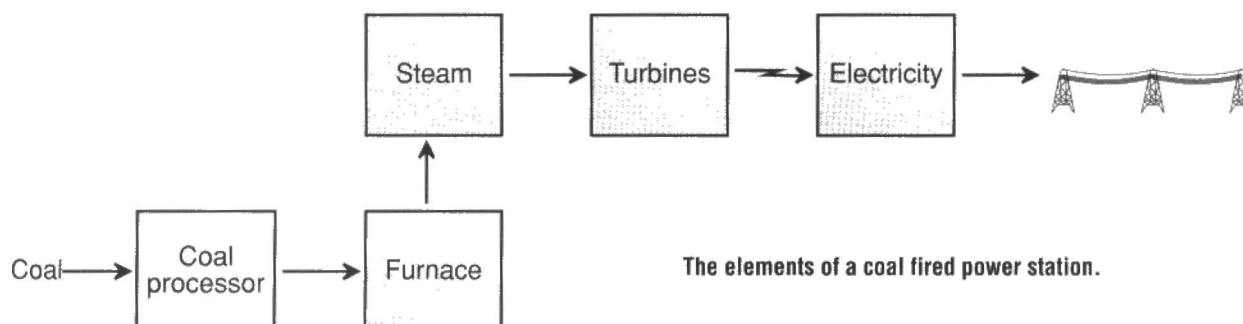 Steam
Turbines
Electricity
Coal
Coal
processor
Furnace
The elements of a coal fired power station.